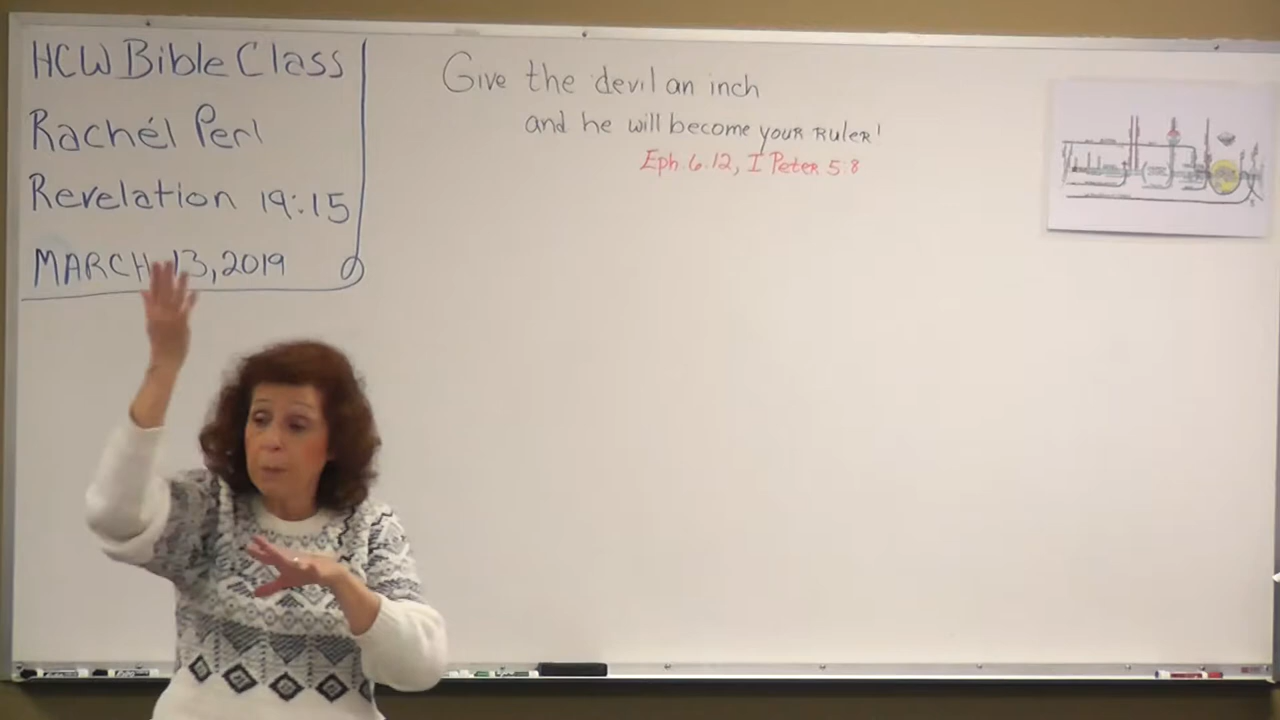 HCW Bible Class
Rachél Perl
Revelation 19:15
MARCH 13, 2019
Give the devil an inch
and he will become your ruler!
Eph. 6:12, I Peter 5:8